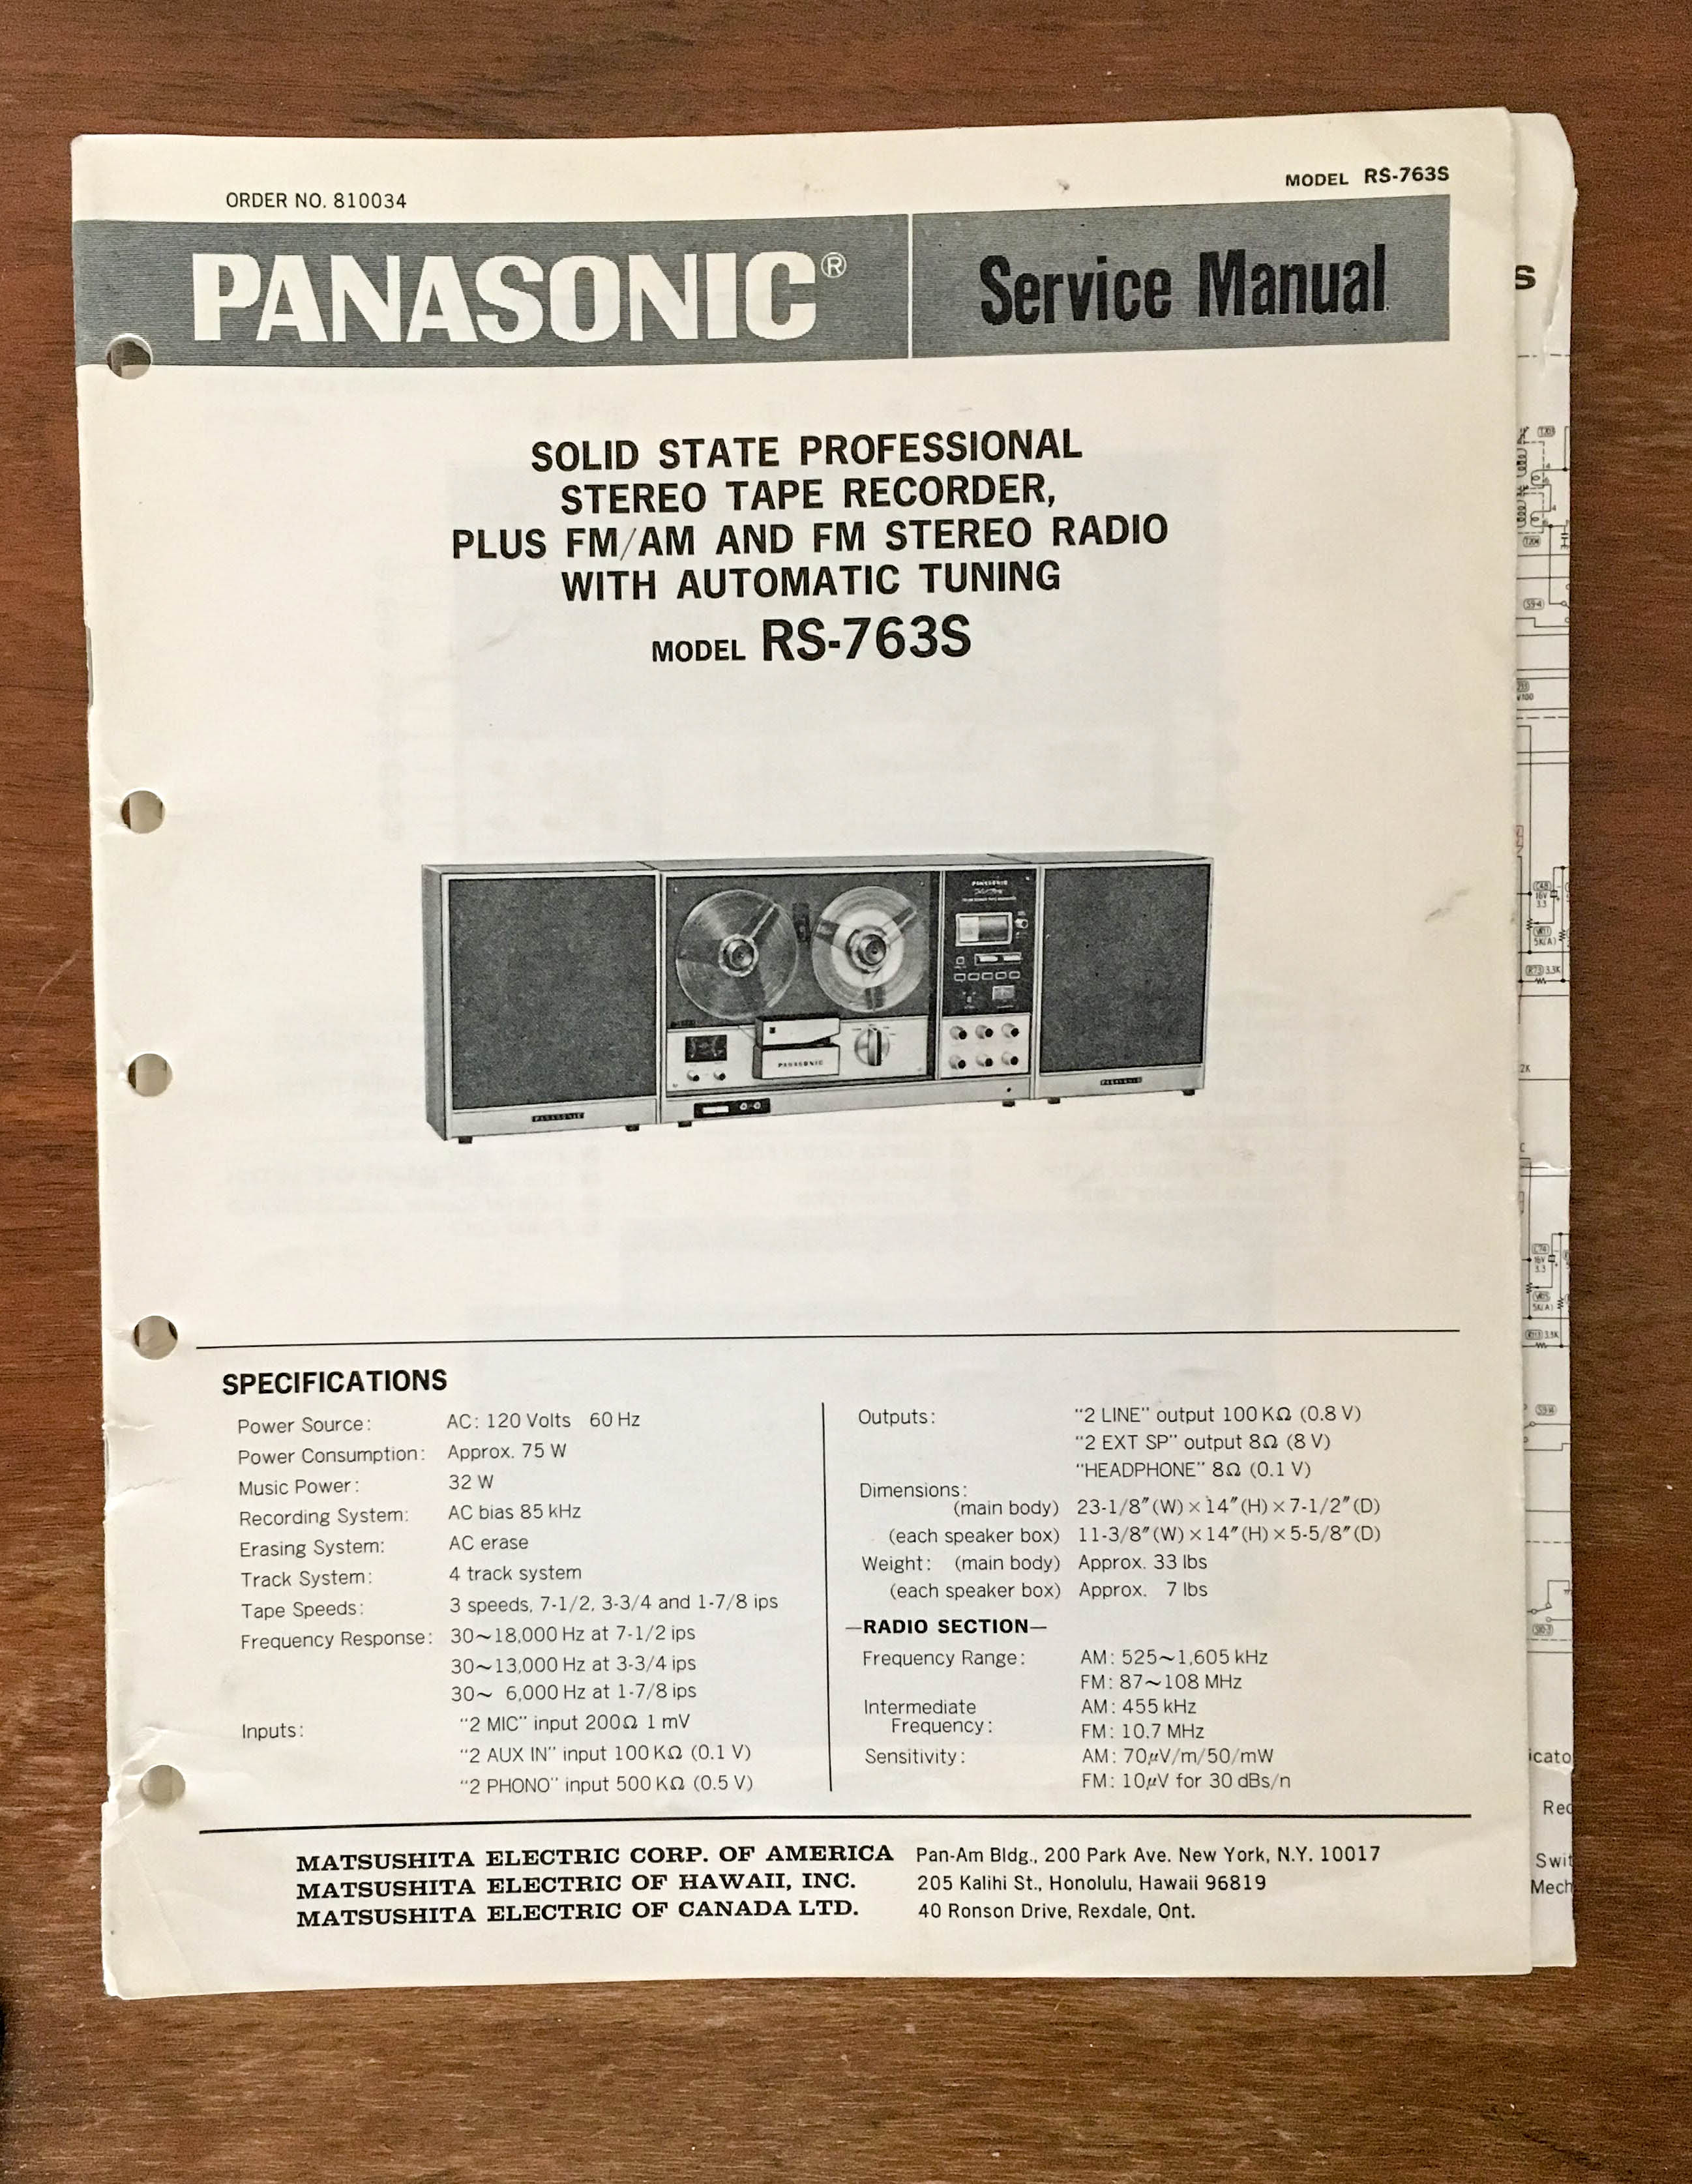 ORDER NO. 810034
MODEL RS-763S
PANASONIC®
Service Manual
SOLID STATE PROFESSIONAL
STEREO TAPE RECORDER,
PLUS FM/AM AND FM STEREO RADIO
WITH AUTOMATIC TUNING
MODEL RS-763S
PANASONIC
PANASONIC
PANASONIC
PANASONIC
SPECIFICATIONS
Power Source: AC: 120 Volts 60 Hz
Power Consumption: Approx. 75 W
Music Power: 32 W
Recording System: AC bias 85 kHz
Erasing System: AC erase
Track System: 4 track system
Tape Speeds: 3 speeds, 7-1/2, 3-3/4 and 1-7/8 ips
Frequency Response: 30~18,000 Hz at 7-1/2 ips
30~13,000 Hz at 3-3/4 ips
30~ 6,000 Hz at 1-7/8 ips
Inputs: "2 MIC" input 200Ω 1 mV
"2 AUX IN" input 100 KΩ (0.1 V)
"2 PHONO" input 500 KΩ (0.5 V)
Outputs: "2 LINE" output 100 KΩ (0.8 V)
"2 EXT SP" output 8Ω (8 V)
"HEADPHONE" 8Ω (0.1 V)
Dimensions:
(main body) 23-1/8″(W)×14″(H)×7-1/2″(D)
(each speaker box) 11-3/8″(W)×14″(H)×5-5/8″(D)
Weight: (main body) Approx. 33 lbs
(each speaker box) Approx. 7 lbs
—RADIO SECTION—
Frequency Range: AM: 525~1,605 kHz
FM: 87~108 MHz
Intermediate AM: 455 kHz
Frequency: FM: 10.7 MHz
Sensitivity: AM: 70μV/m/50/mW
FM: 10μV for 30 dBs/n
MATSUSHITA ELECTRIC CORP. OF AMERICA Pan-Am Bldg., 200 Park Ave. New York, N.Y. 10017
MATSUSHITA ELECTRIC OF HAWAII, INC. 205 Kalihi St., Honolulu, Hawaii 96819
MATSUSHITA ELECTRIC OF CANADA LTD. 40 Ronson Drive, Rexdale, Ont.
S
icato
Rec
Swit
Mech